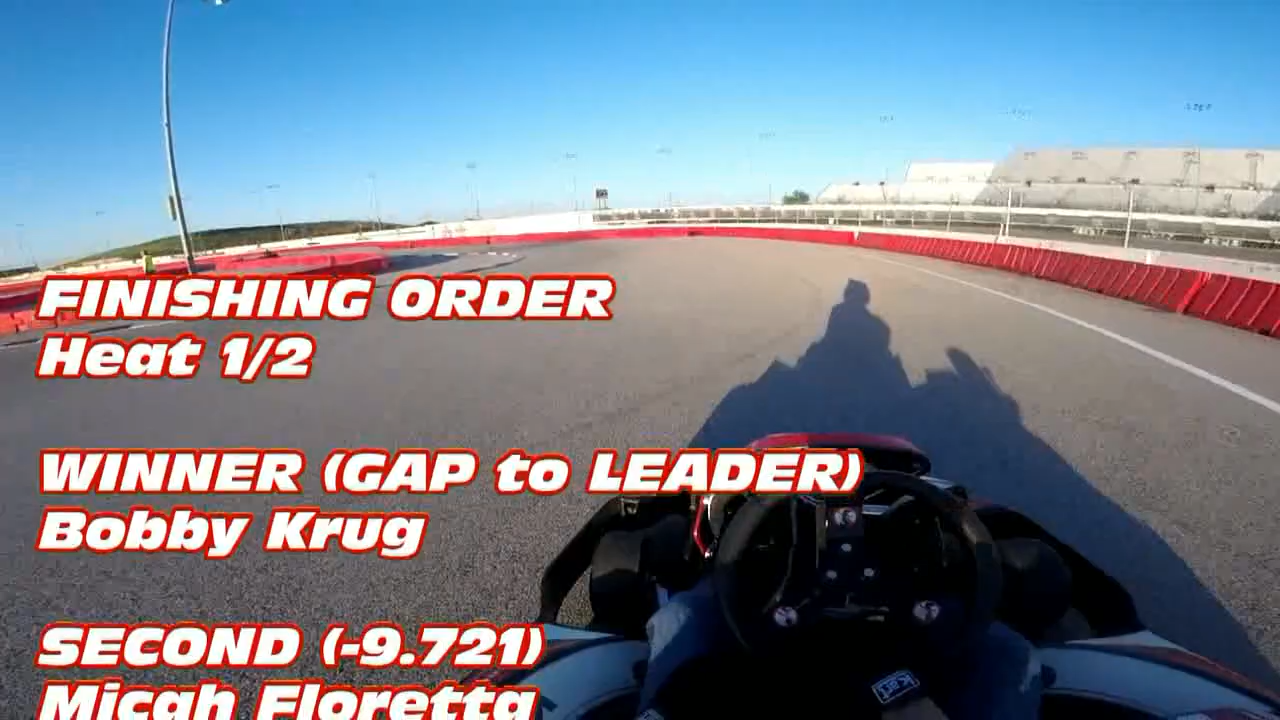 FINISHING ORDER
Heat 1/2
WINNER (GAP to LEADER)
Bobby Krug
SECOND (-9.721)
Micah Floretta